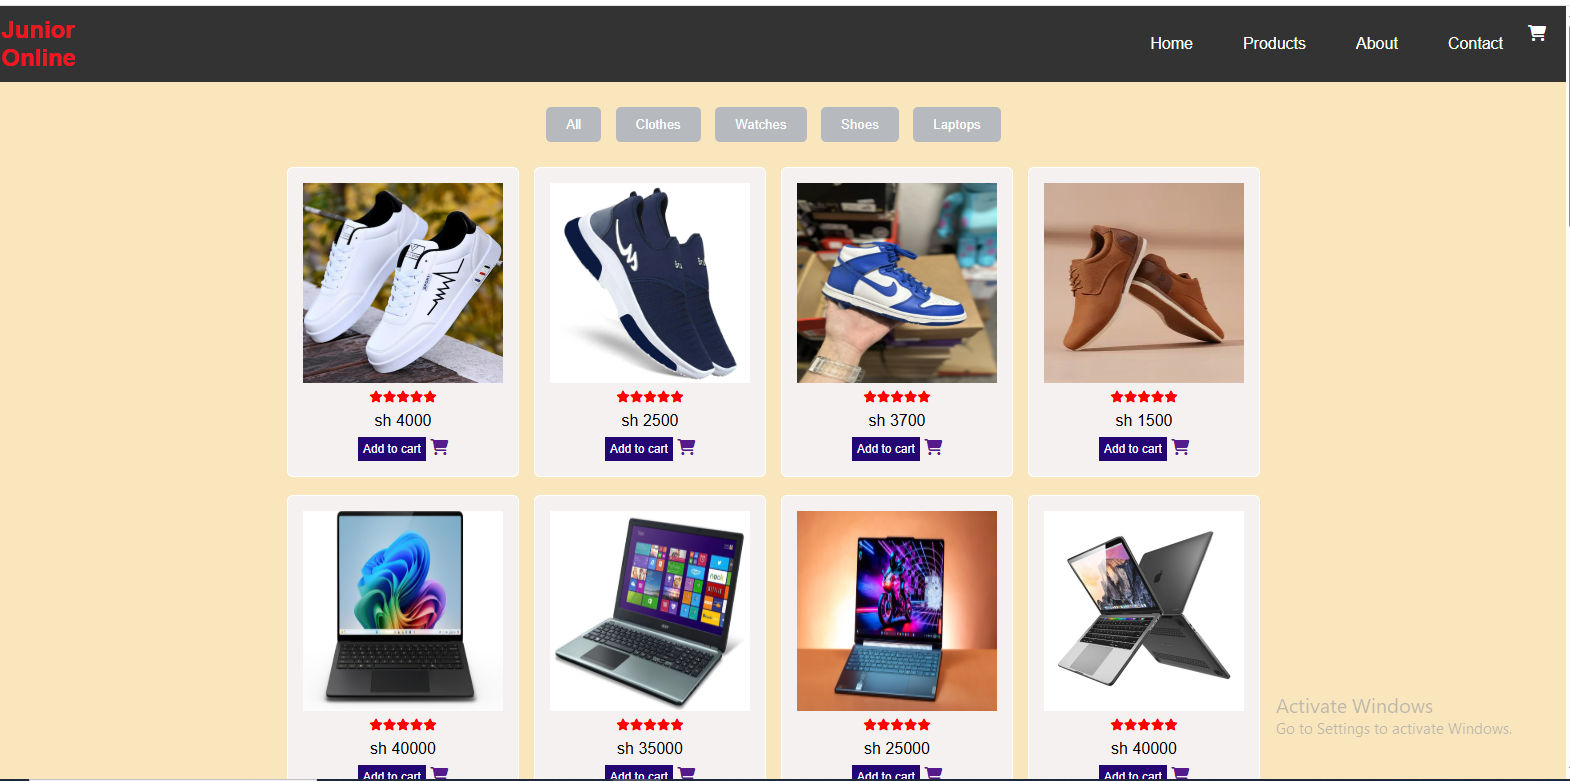 Junior
Online
Home
Products
About
Contact
All
Clothes
Watches
Shoes
Laptops
sh 4000
sh 2500
sh 3700
sh 1500
Add to cart
Add to cart
Add to cart
Add to cart
sh 40000
sh 35000
sh 25000
sh 40000
Add to cart
Add to cart
Add to cart
Add to cart
Activate Windows
Go to Settings to activate Windows.